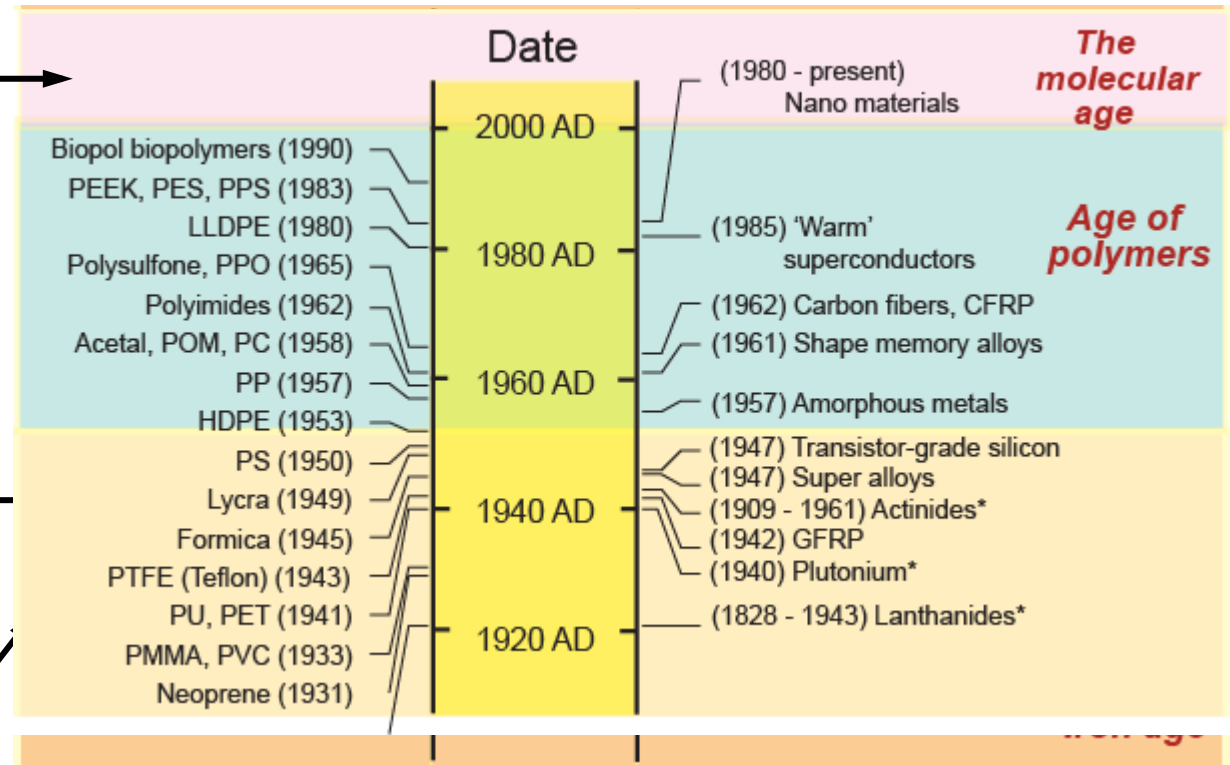 Date
The
molecular
age
(1980 - present)
Nano materials
2000 AD
Biopol biopolymers (1990)
PEEK, PES, PPS (1983)
LLDPE (1980)
Polysulfone, PPO (1965)
Polyimides (1962)
Acetal, POM, PC (1958)
PP (1957)
HDPE (1953)
PS (1950)
Lycra (1949)
Formica (1945)
PTFE (Teflon) (1943)
PU, PET (1941)
PMMA, PVC (1933)
Neoprene (1931)
1980 AD
1960 AD
1940 AD
1920 AD
Age of
polymers
(1985) ‘Warm’
superconductors
(1962) Carbon fibers, CFRP
(1961) Shape memory alloys
(1957) Amorphous metals
(1947) Transistor-grade silicon
(1947) Super alloys
(1909 - 1961) Actinides*
(1942) GFRP
(1940) Plutonium*
(1828 - 1943) Lanthanides*